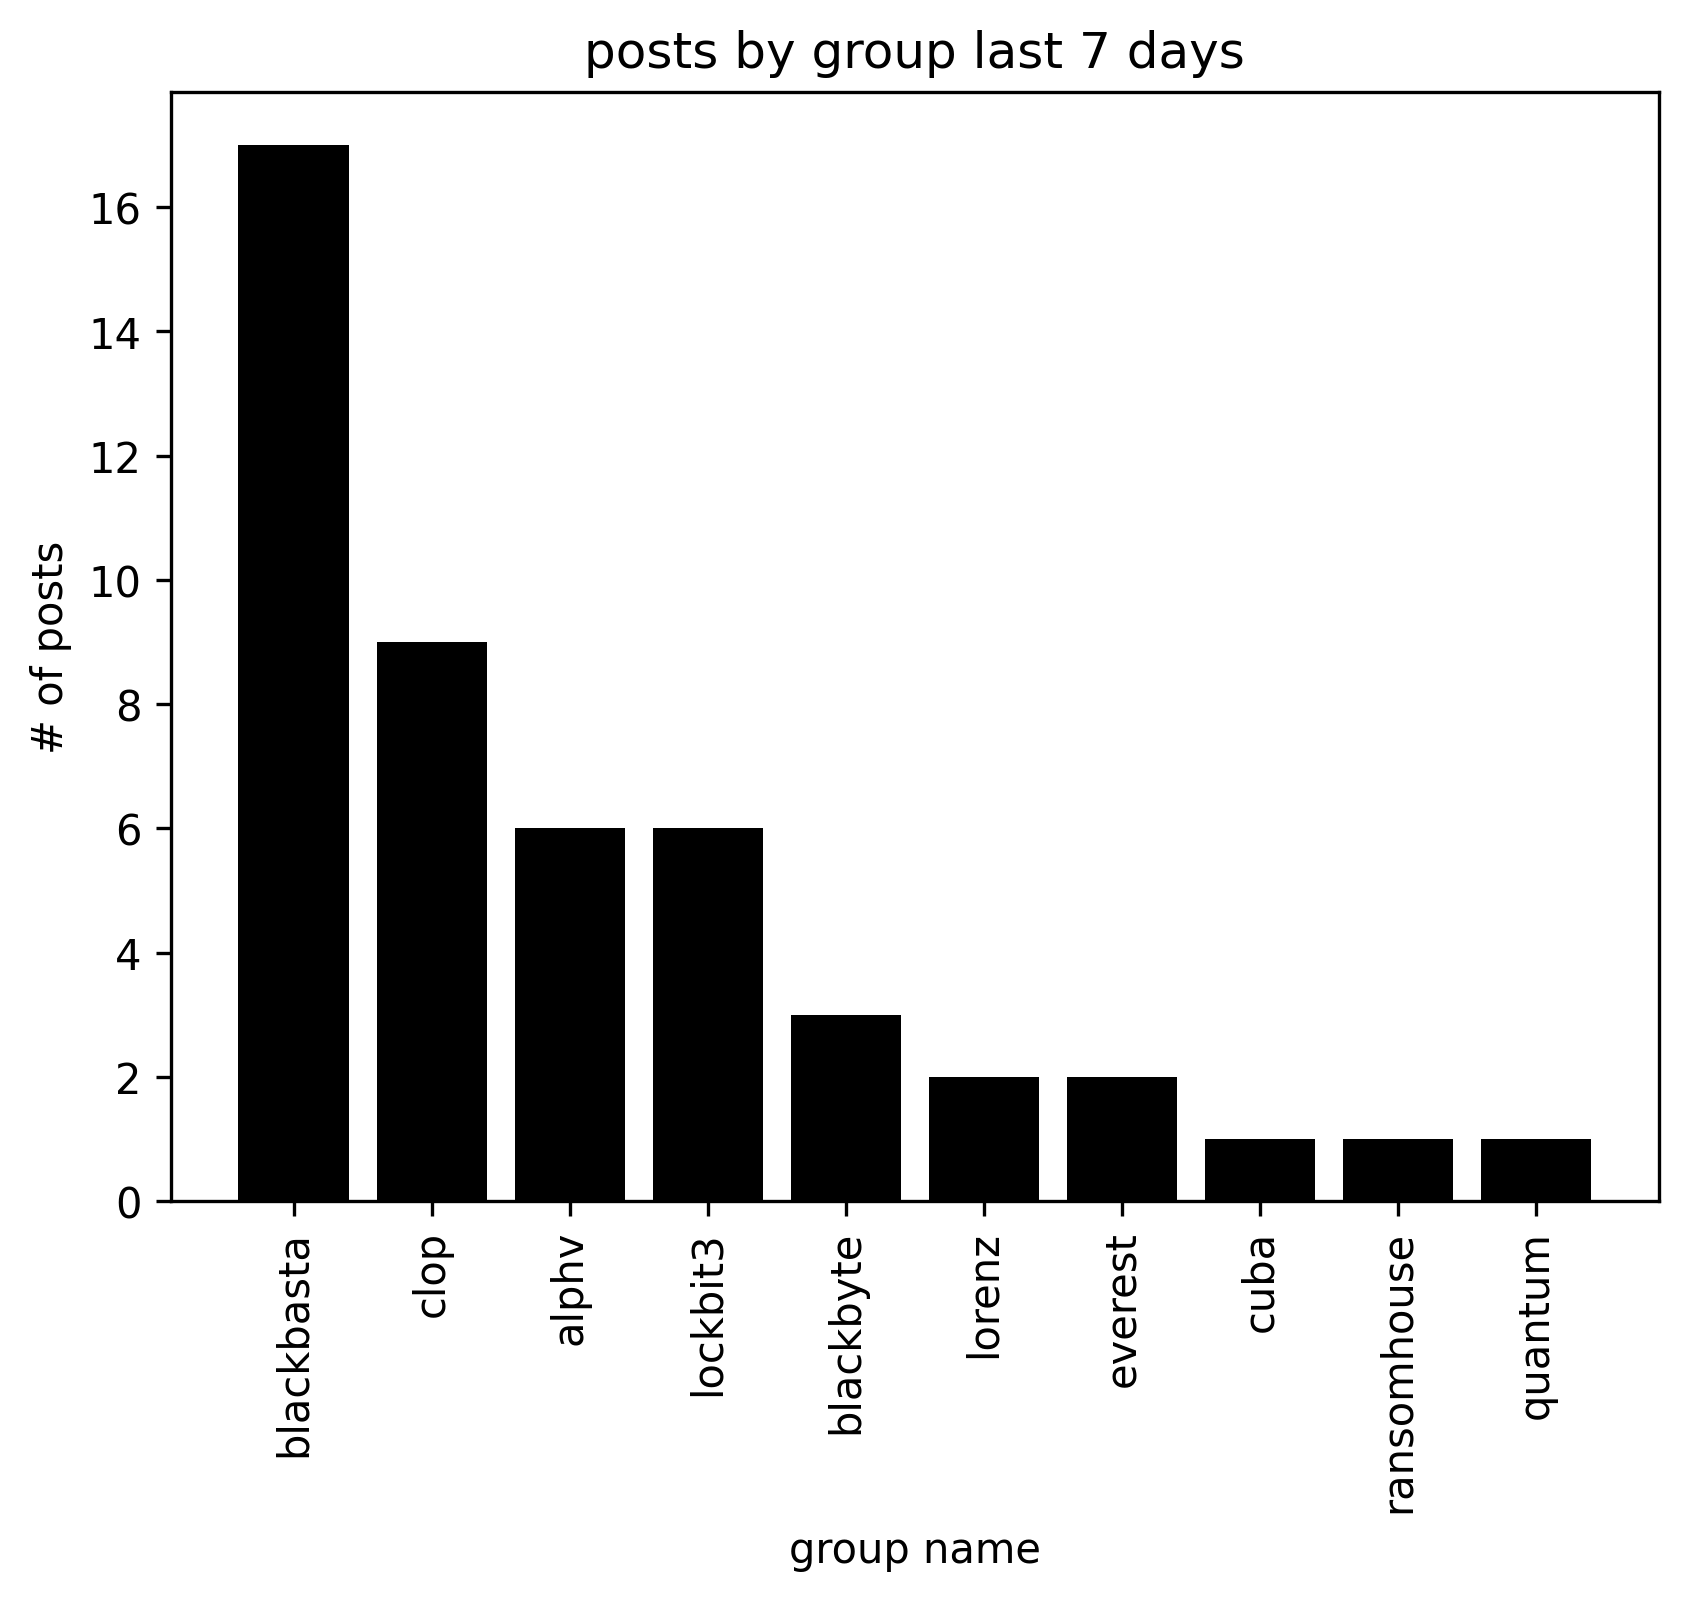 posts by group last 7 days
16
14
12
10
8
6
4
2
0
# of posts
blackbasta
clop
alphv
lockbit3
blackbyte
lorenz
everest
cuba
ransomhouse
quantum
group name